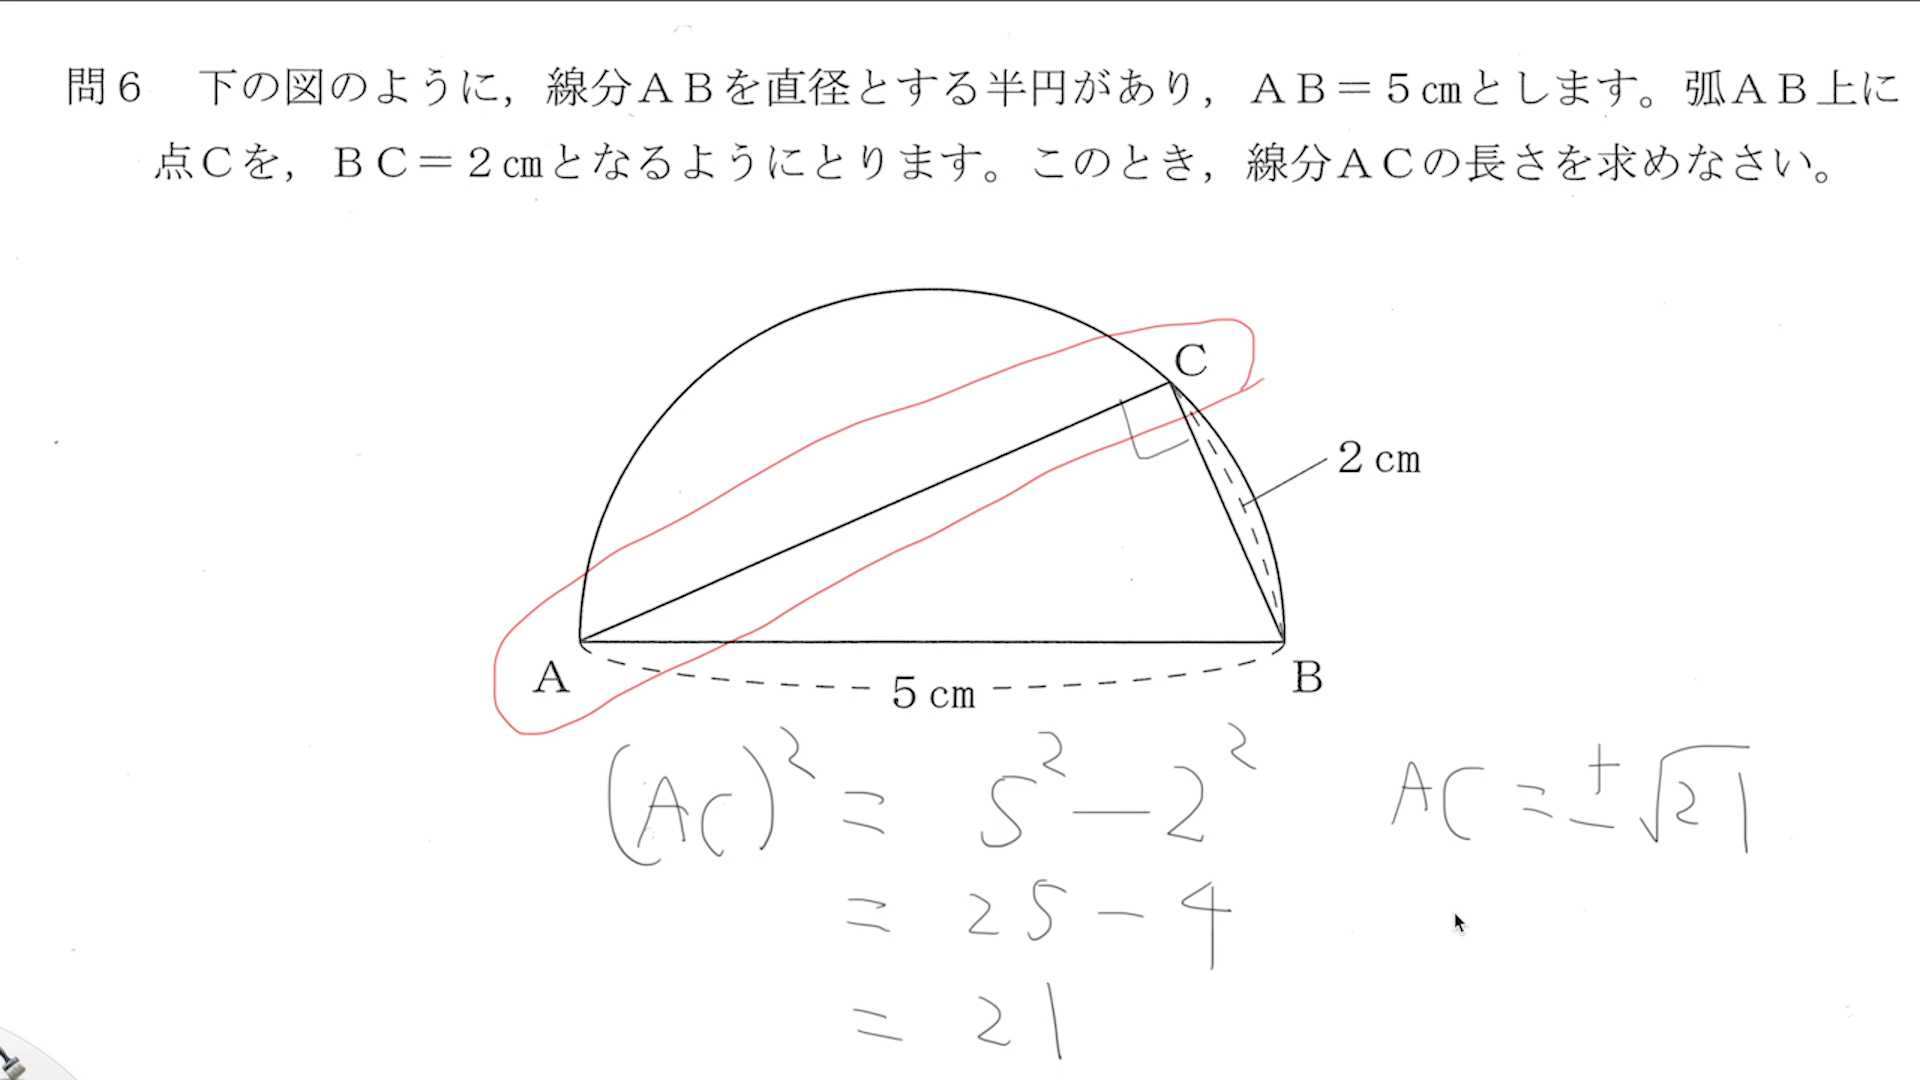 問６　下の図のように，線分ＡＢを直径とする半円があり，ＡＢ＝５㎝とします。弧ＡＢ上に
点Ｃを，ＢＣ＝２㎝となるようにとります。このとき，線分ＡＣの長さを求めなさい。
C
2 cm
A
5 cm
B
(AC)² = 5² − 2²
AC = ±√21
= 25 − 4
= 21